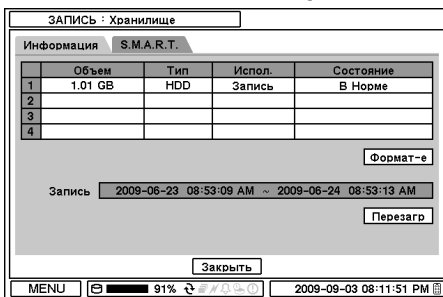 ЗАПИСЬ : Хранилище
Информация S.M.A.R.T.
Объем Тип Испол. Состояние
1 1.01 GB HDD Запись В Норме
2
3
4
Формат-е
Запись 2009-06-23 08:53:09 AM ~ 2009-06-24 08:53:13 AM
Перезагр
Закрыть
MENU 91% 2009-09-03 08:11:51 PM